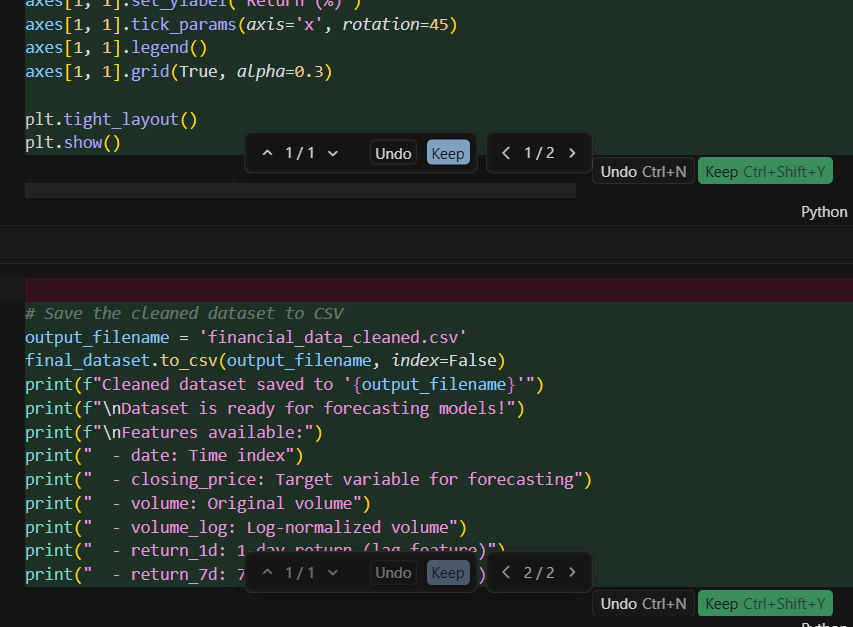 axes[1, 1].set_ylabel('Return (%)')
axes[1, 1].tick_params(axis='x', rotation=45)
axes[1, 1].legend()
axes[1, 1].grid(True, alpha=0.3)
plt.tight_layout()
plt.show()
1 / 1 Undo Keep 1 / 2
Undo Ctrl+N Keep Ctrl+Shift+Y
Python
# Save the cleaned dataset to CSV
output_filename = 'financial_data_cleaned.csv'
final_dataset.to_csv(output_filename, index=False)
print(f"Cleaned dataset saved to '{output_filename}'")
print(f"\nDataset is ready for forecasting models!")
print(f"\nFeatures available:")
print("  - date: Time index")
print("  - closing_price: Target variable for forecasting")
print("  - volume: Original volume")
print("  - volume_log: Log-normalized volume")
print("  - return_1d: 1-day return (lag feature)")
print("  - return_7d: 7
1 / 1 Undo Keep ) 2 / 2
Undo Ctrl+N Keep Ctrl+Shift+Y
Python